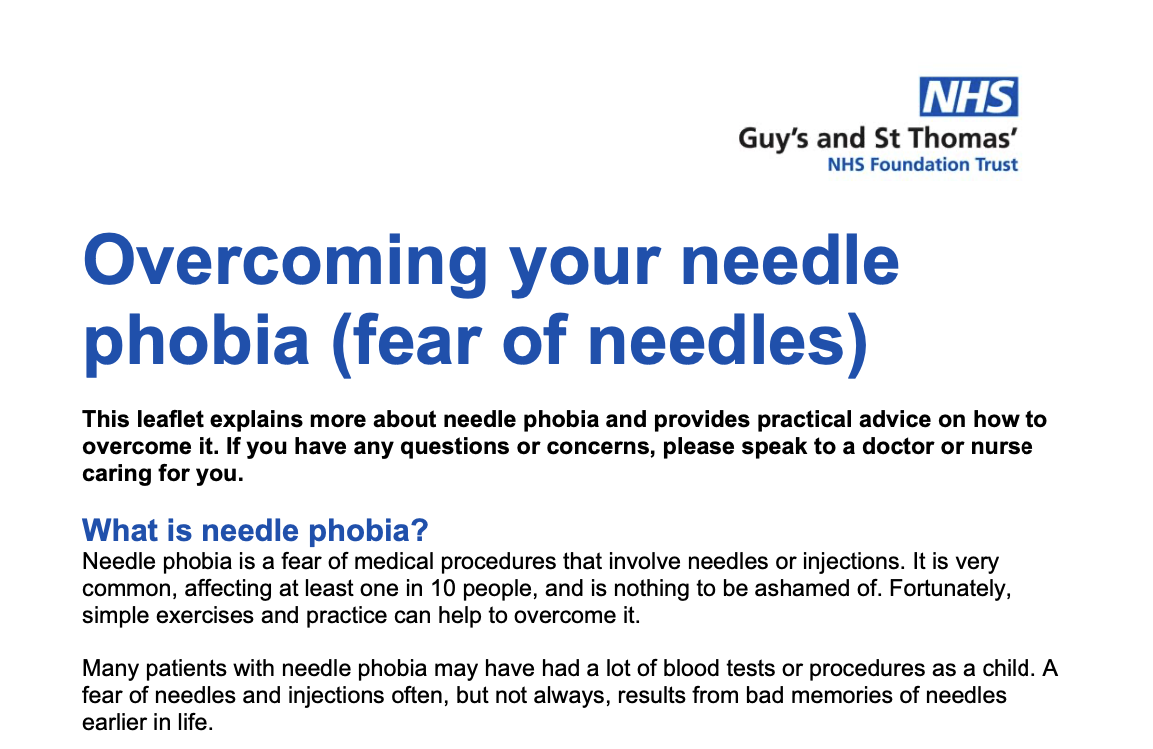 NHS
Guy’s and St Thomas’
NHS Foundation Trust
Overcoming your needle
phobia (fear of needles)
This leaflet explains more about needle phobia and provides practical advice on how to
overcome it. If you have any questions or concerns, please speak to a doctor or nurse
caring for you.
What is needle phobia?
Needle phobia is a fear of medical procedures that involve needles or injections. It is very
common, affecting at least one in 10 people, and is nothing to be ashamed of. Fortunately,
simple exercises and practice can help to overcome it.
Many patients with needle phobia may have had a lot of blood tests or procedures as a child. A
fear of needles and injections often, but not always, results from bad memories of needles
earlier in life.